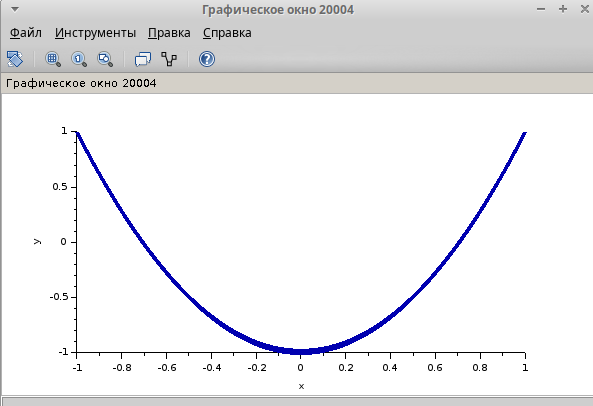 Графическое окно 20004
Файл Инструменты Правка Справка
Графическое окно 20004
1
0.5
0
-0.5
-1
y
-1 -0.8 -0.6 -0.4 -0.2 0 0.2 0.4 0.6 0.8 1
x